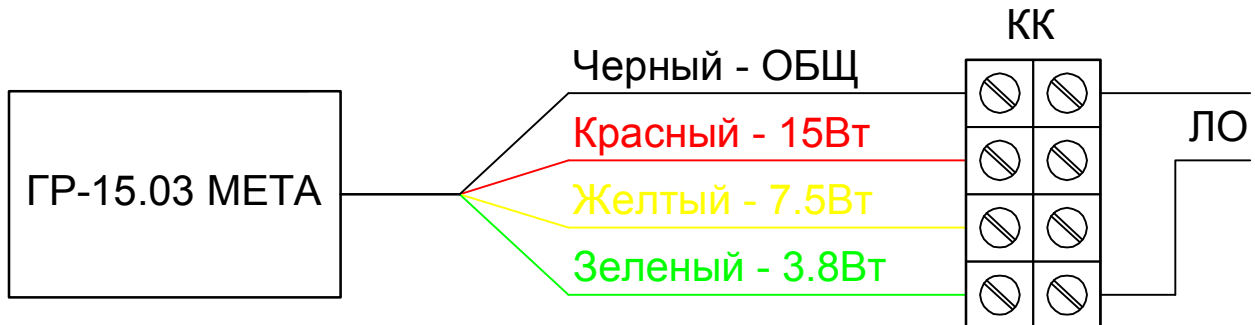 КК
Черный - ОБЩ
Красный - 15Вт
ЛО
ГР-15.03 МЕТА
Желтый - 7.5Вт
Зеленый - 3.8Вт